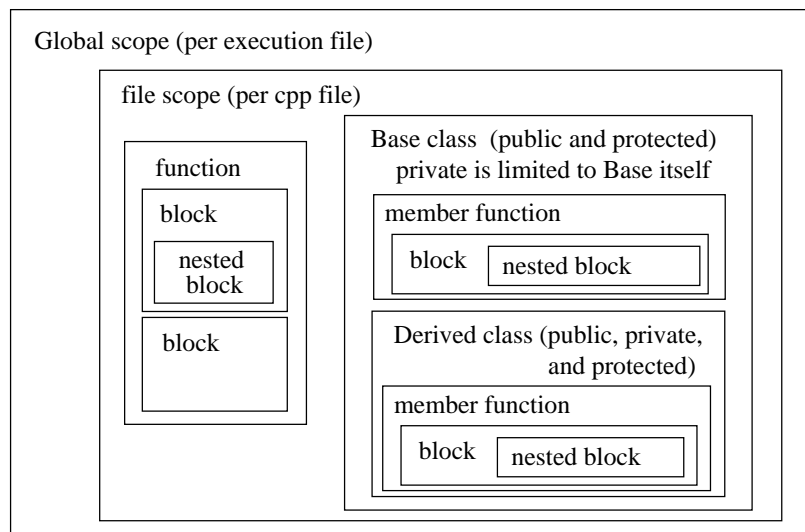 Global scope (per execution file)
file scope (per cpp file)
function
block
nested
block
block
Base class (public and protected)
private is limited to Base itself
member function
block
nested block
Derived class (public, private,
and protected)
member function
block
nested block